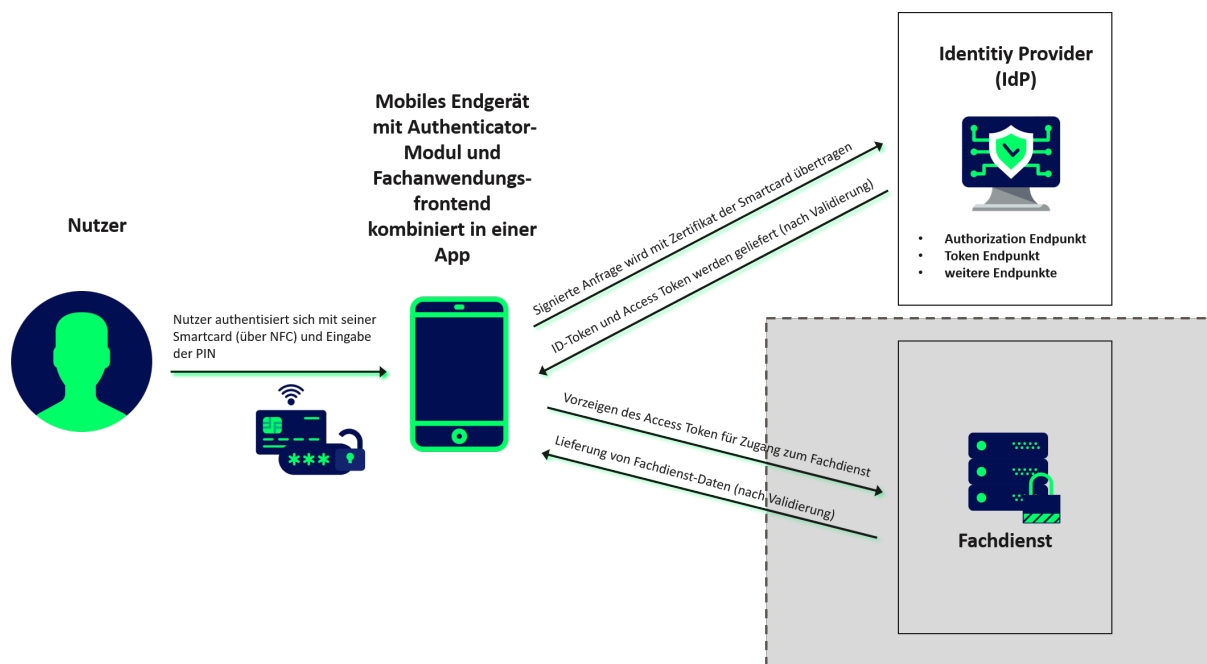 Nutzer
Nutzer authentisiert sich mit seiner
Smartcard (über NFC) und Eingabe
der PIN
***
Mobiles Endgerät
mit Authenticator-
Modul und
Fachanwendungs-
frontend
kombiniert in einer
App
Signierte Anfrage wird mit Zertifikat der Smartcard übertragen
ID-Token und Access Token werden geliefert (nach Validierung)
Vorzeigen des Access Token für Zugang zum Fachdienst
Lieferung von Fachdienst-Daten (nach Validierung)
Identitiy Provider
(IdP)
• Authorization Endpunkt
• Token Endpunkt
• weitere Endpunkte
Fachdienst